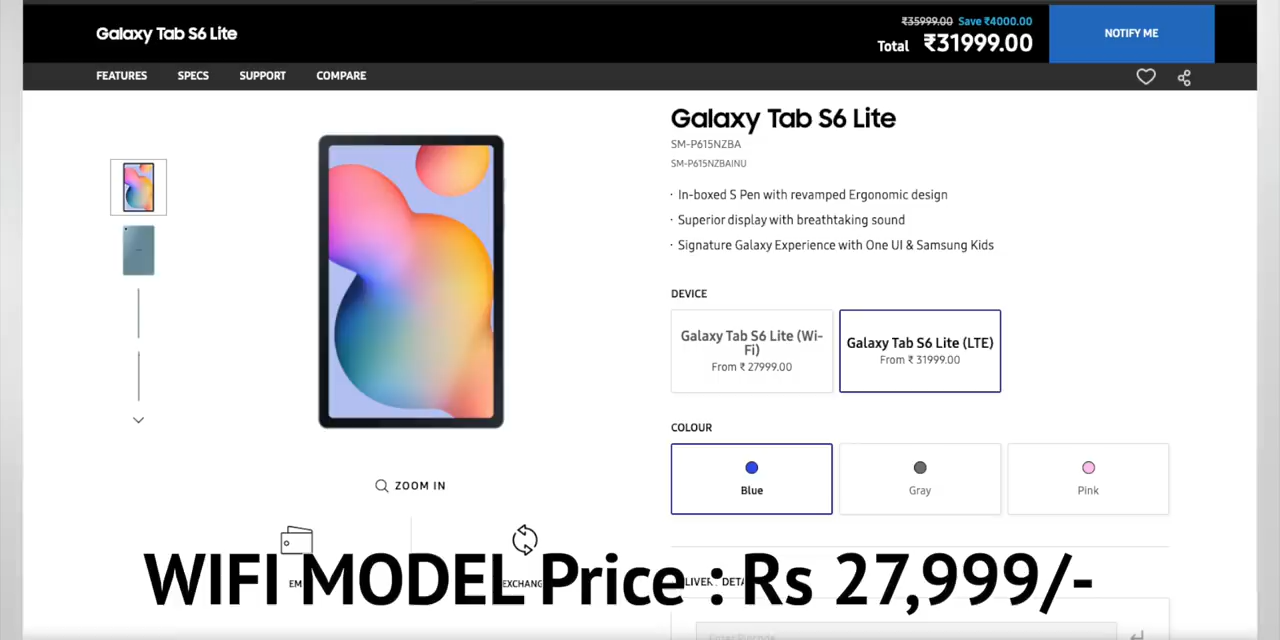 Galaxy Tab S6 Lite
₹35999.00 Save ₹4000.00
Total ₹31999.00
NOTIFY ME
FEATURES SPECS SUPPORT COMPARE
Galaxy Tab S6 Lite
SM-P615NZBA
SM-P615NZBAINU
· In-boxed S Pen with revamped Ergonomic design
· Superior display with breathtaking sound
· Signature Galaxy Experience with One UI & Samsung Kids
DEVICE
Galaxy Tab S6 Lite (Wi-
Fi)
From ₹ 27999.00
Galaxy Tab S6 Lite (LTE)
From ₹ 31999.00
COLOUR
Blue
Gray
Pink
ZOOM IN
WIFI MODEL Price : Rs 27,999/-